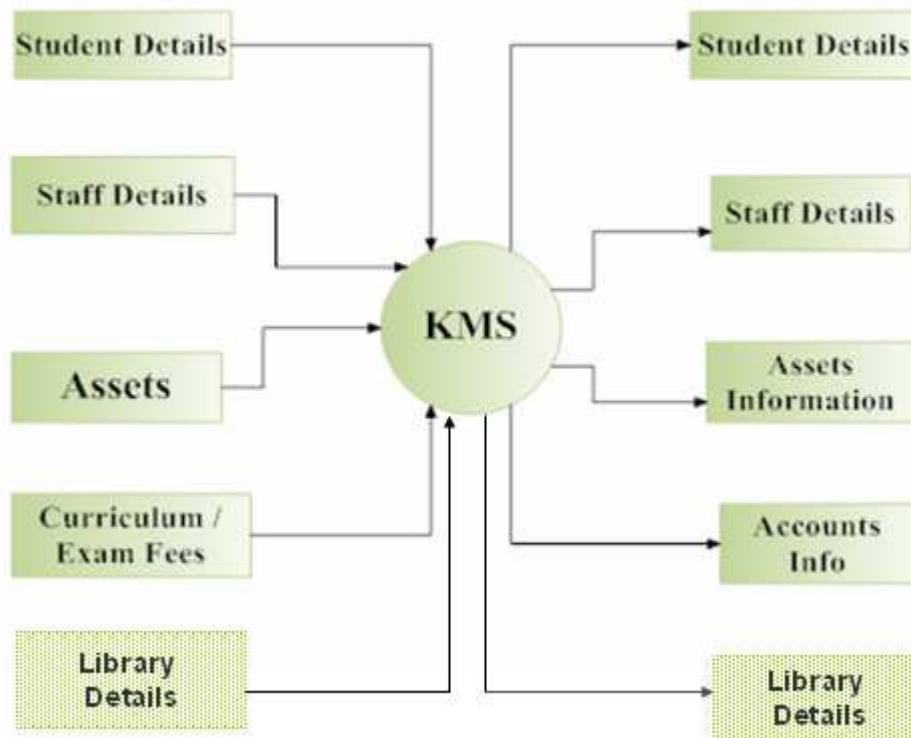 Student Details
Staff Details
Assets
Curriculum /
Exam Fees
Library
Details
KMS
Student Details
Staff Details
Assets
Information
Accounts
Info
Library
Details